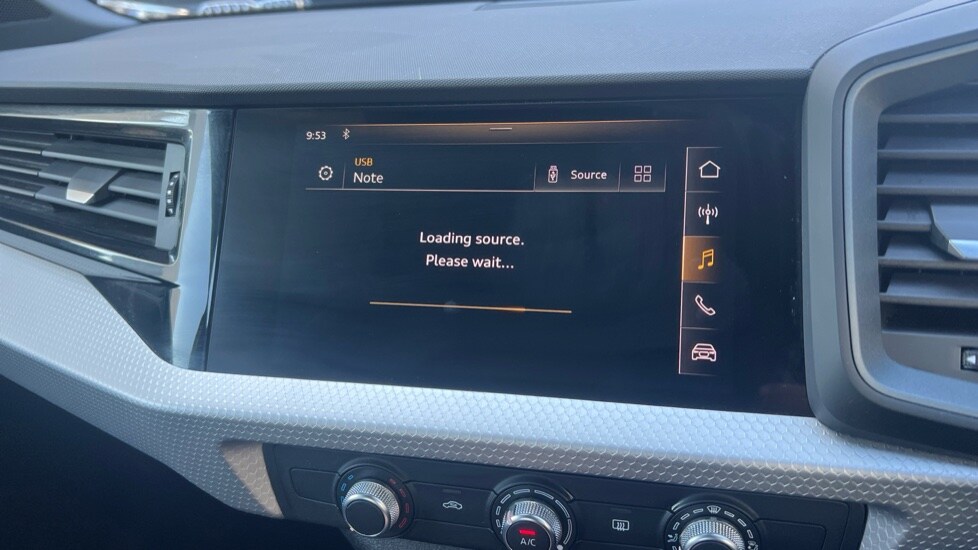 9:53
USB
Note
Source
Loading source.
Please wait...
A/C